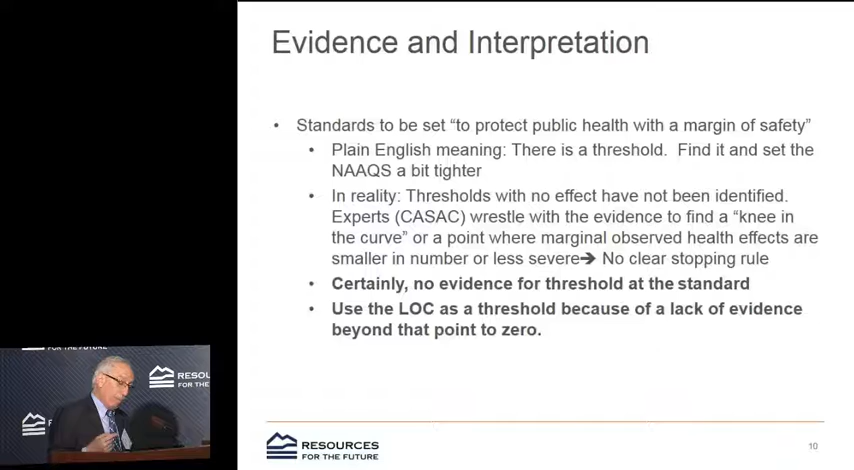 Evidence and Interpretation
• Standards to be set “to protect public health with a margin of safety”
• Plain English meaning: There is a threshold. Find it and set the
NAAQS a bit tighter
• In reality: Thresholds with no effect have not been identified.
Experts (CASAC) wrestle with the evidence to find a “knee in
the curve” or a point where marginal observed health effects are
smaller in number or less severe➔ No clear stopping rule
• Certainly, no evidence for threshold at the standard
• Use the LOC as a threshold because of a lack of evidence
beyond that point to zero.
FOR THE FUTURE
RESOU
FOR THE
RESOURCES
FOR THE FUTURE
10